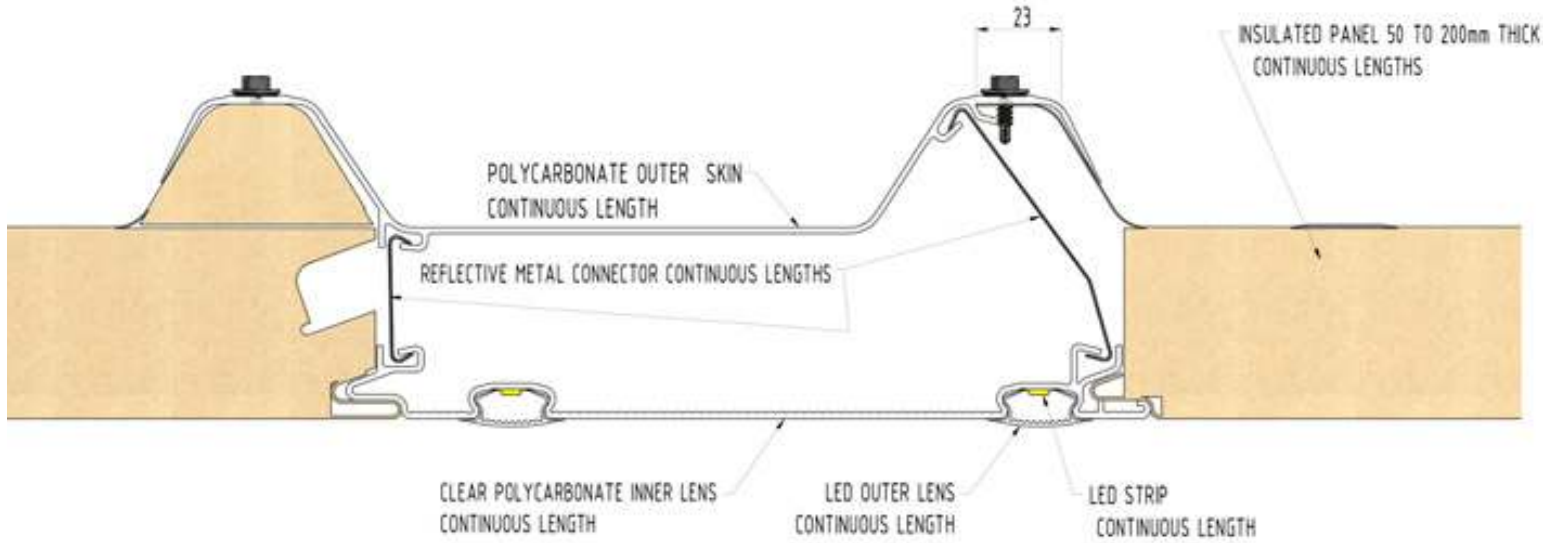 23
INSULATED PANEL 50 TO 200mm THICK
CONTINUOUS LENGTHS
POLYCARBONATE OUTER SKIN
CONTINUOUS LENGTH
REFLECTIVE METAL CONNECTOR CONTINUOUS LENGTHS
CLEAR POLYCARBONATE INNER LENS
CONTINUOUS LENGTH
LED OUTER LENS
CONTINUOUS LENGTH
LED STRIP
CONTINUOUS LENGTH